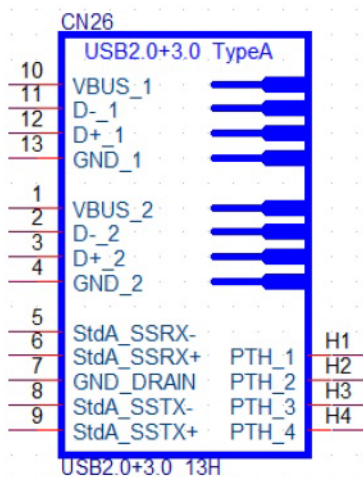 CN26
USB2.0+3.0 TypeA
10 VBUS_1
11 D-_1
12 D+_1
13 GND_1
1 VBUS_2
2 D-_2
3 D+_2
4 GND_2
5 StdA_SSRX-
6 StdA_SSRX+ PTH_1 H1
7 GND_DRAIN PTH_2 H2
8 StdA_SSTX- PTH_3 H3
9 StdA_SSTX+ PTH_4 H4
USB2.0+3.0 13H